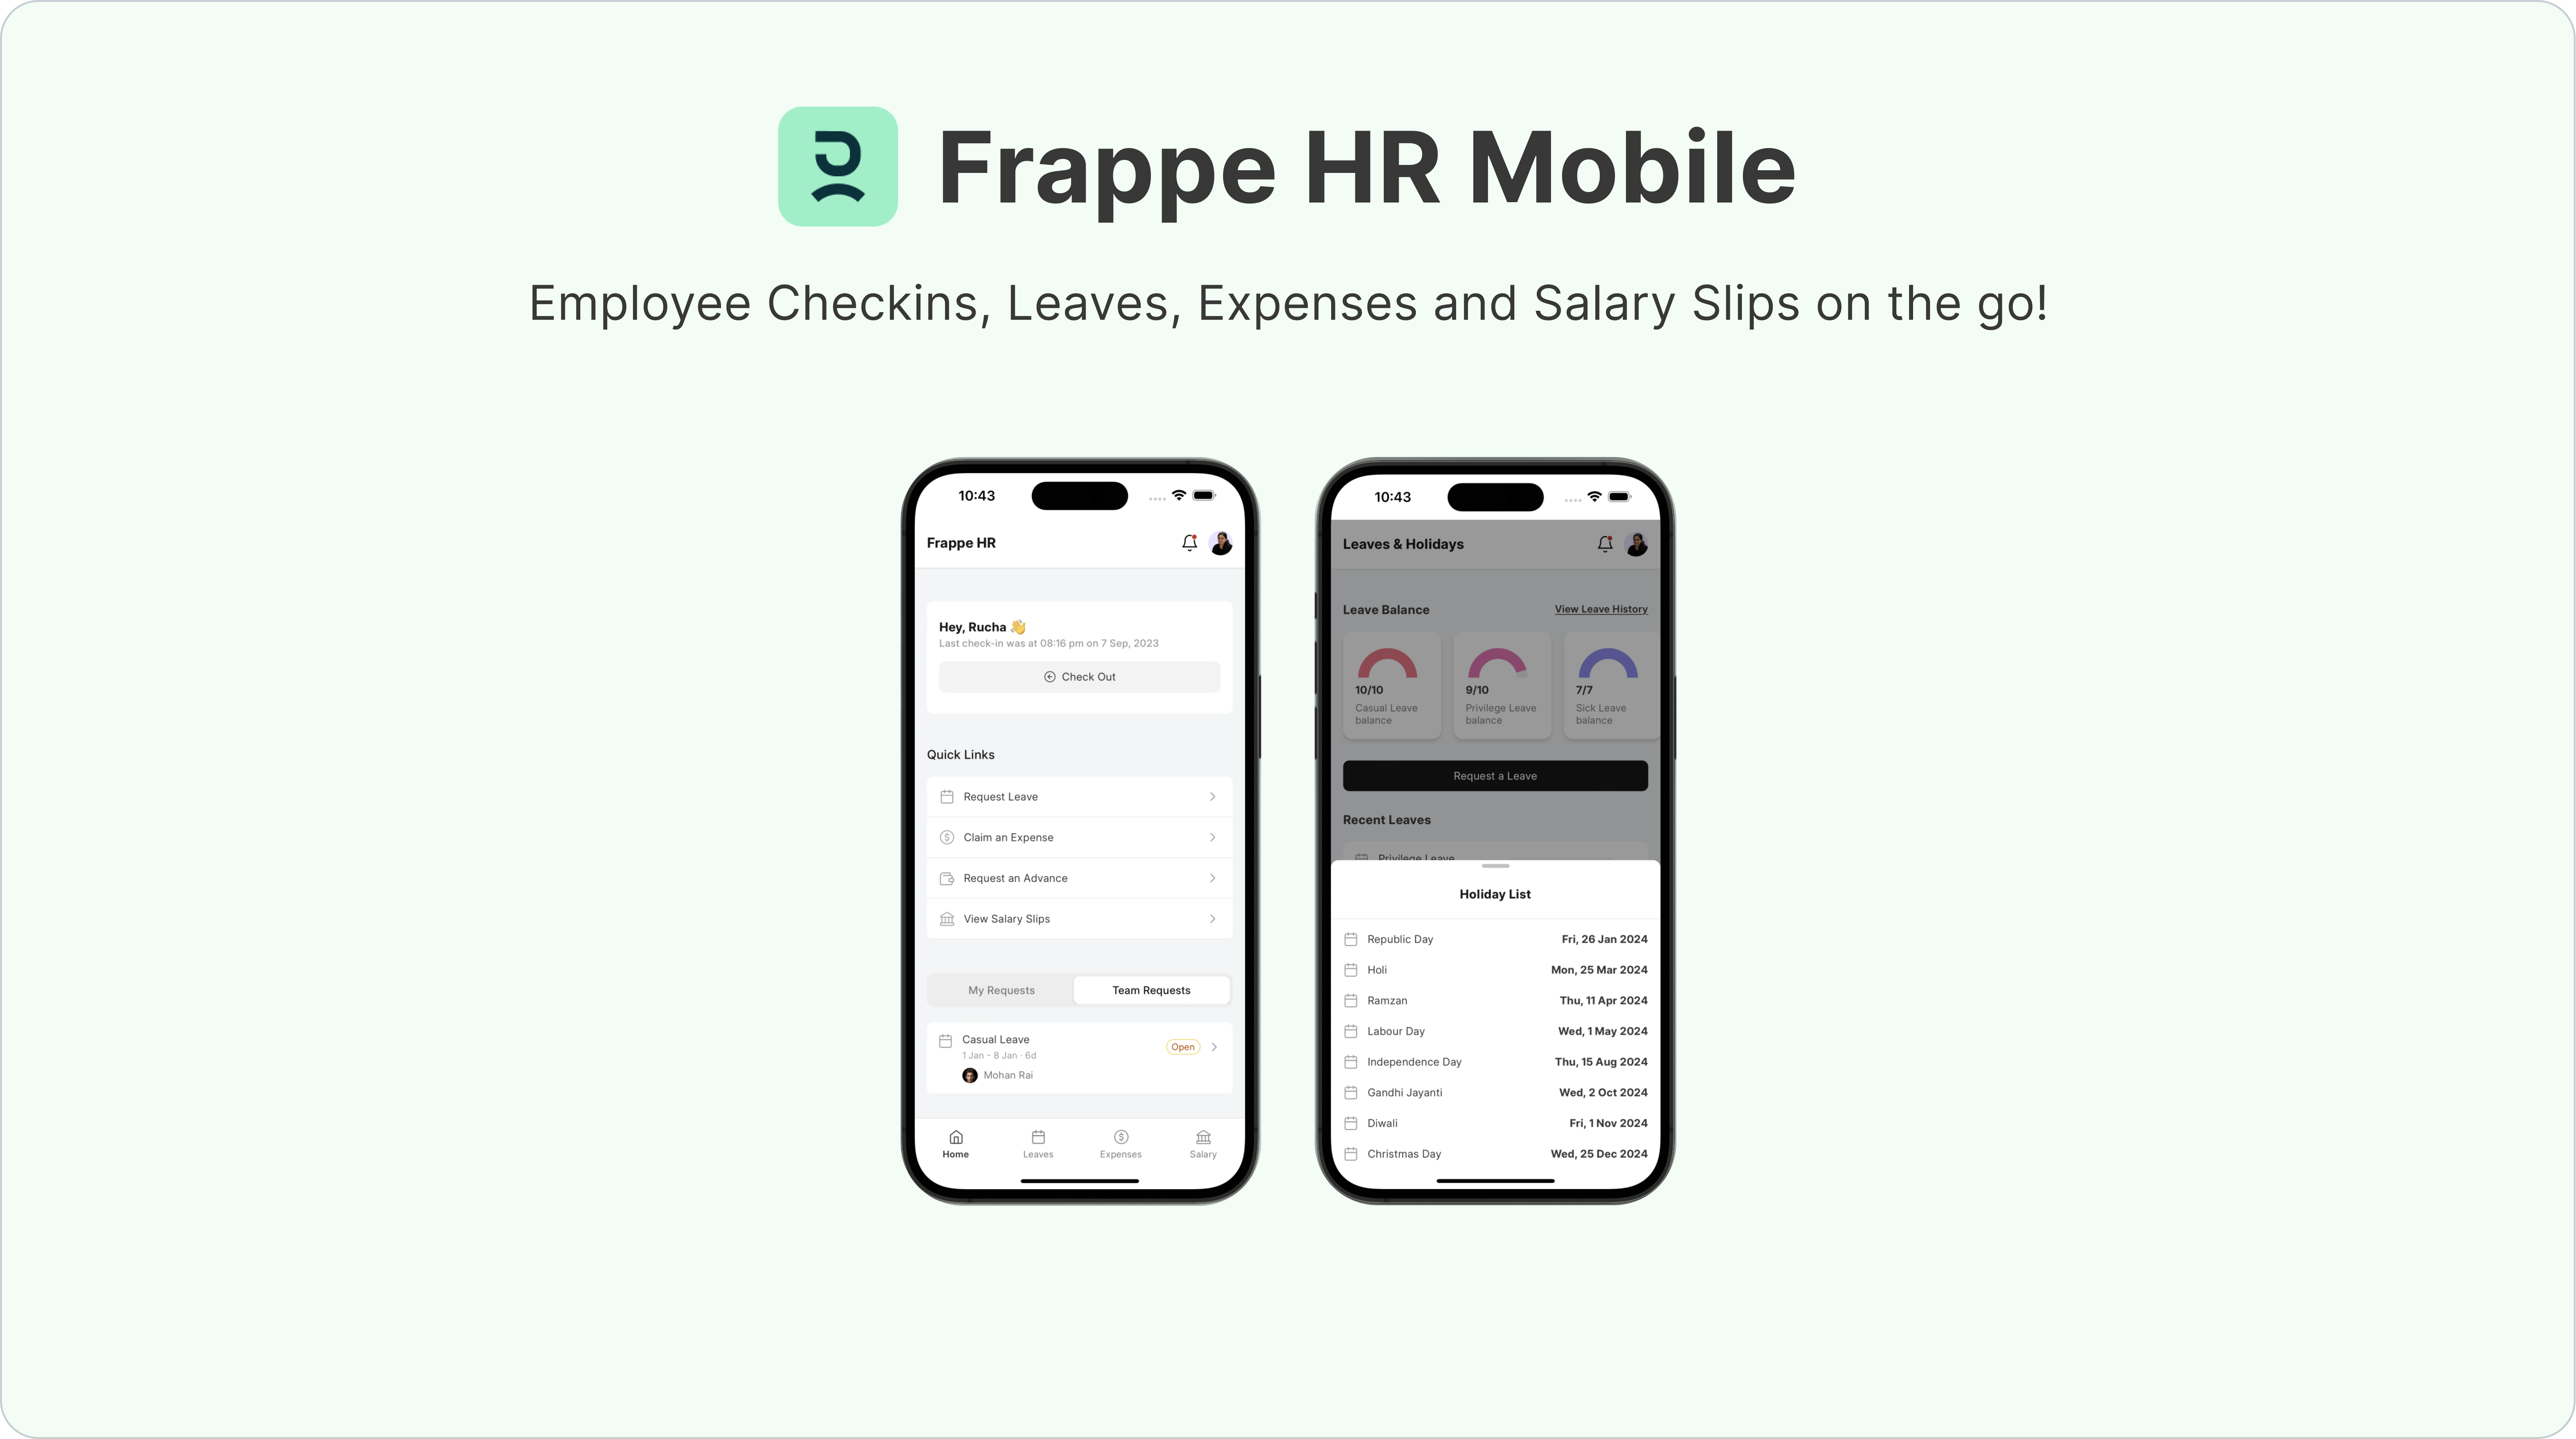 Frappe HR Mobile
Employee Checkins, Leaves, Expenses and Salary Slips on the go!
10:43
Frappe HR
Hey, Rucha 👋
Last check-in was at 08:16 pm on 7 Sep, 2023
Check Out
Quick Links
Request Leave
Claim an Expense
Request an Advance
View Salary Slips
My Requests Team Requests
Casual Leave
Open
1 Jan - 8 Jan · 6d
Mohan Rai
Home Leaves Expenses Salary
10:43
Leaves & Holidays
Leave Balance View Leave History
10/10 9/10 7/7
Casual Leave Privilege Leave Sick Leave
balance balance balance
Request a Leave
Recent Leaves
Privilege Leave
Holiday List
Republic Day Fri, 26 Jan 2024
Holi Mon, 25 Mar 2024
Ramzan Thu, 11 Apr 2024
Labour Day Wed, 1 May 2024
Independence Day Thu, 15 Aug 2024
Gandhi Jayanti Wed, 2 Oct 2024
Diwali Fri, 1 Nov 2024
Christmas Day Wed, 25 Dec 2024